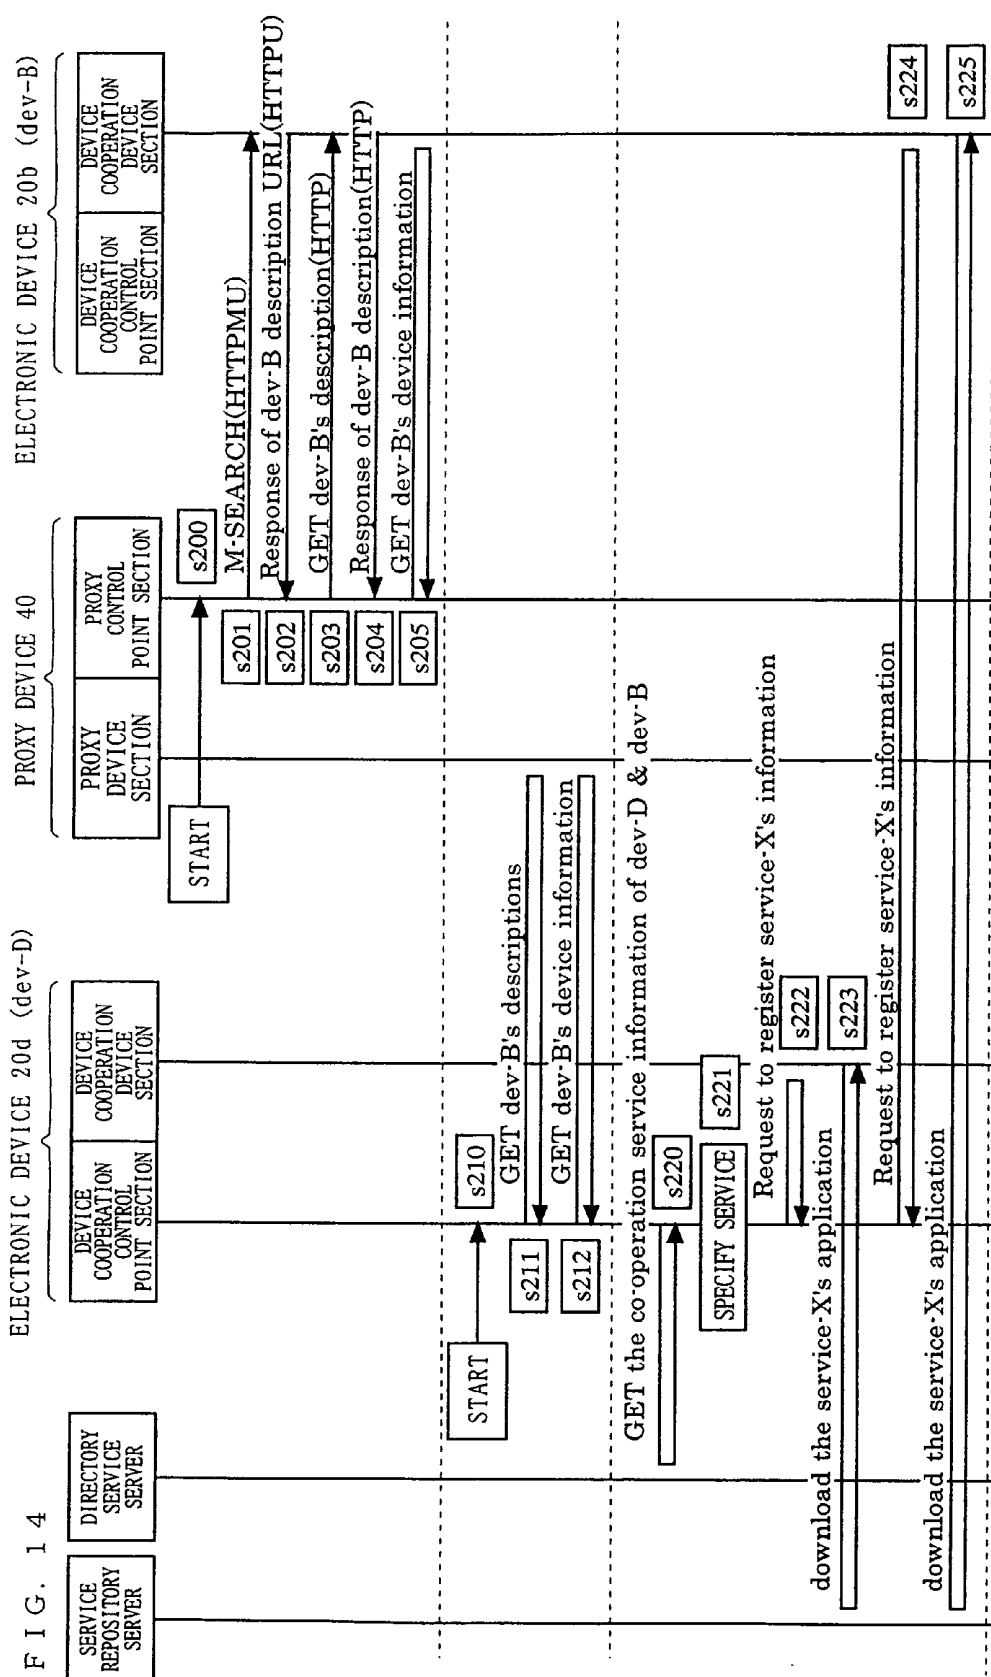 FIG. 14
SERVICE
REPOSITORY
SERVER
DIRECTORY
SERVICE
SERVER
ELECTRONIC DEVICE 20d (dev-D)
DEVICE
COOPERATION
CONTROL
POINT SECTION
DEVICE
COOPERATION
DEVICE
SECTION
PROXY DEVICE 40
PROXY
DEVICE
SECTION
PROXY
CONTROL
POINT SECTION
ELECTRONIC DEVICE 20b (dev-B)
DEVICE
COOPERATION
CONTROL
POINT SECTION
DEVICE
COOPERATION
DEVICE
SECTION
START
s200
s201
M-SEARCH(HTTPMU)
s202
Response of dev-B description URL(HTTPU)
s203
GET dev-B's description(HTTP)
s204
Response of dev-B description(HTTP)
s205
GET dev-B's device information
START
s210
s211
GET dev-B's descriptions
s212
GET dev-B's device information
GET the co-operation service information of dev-D & dev-B
s220
SPECIFY SERVICE
s221
Request to register service-X's information
s222
download the service-X's application
s223
Request to register service-X's information
s224
download the service-X's application
s225